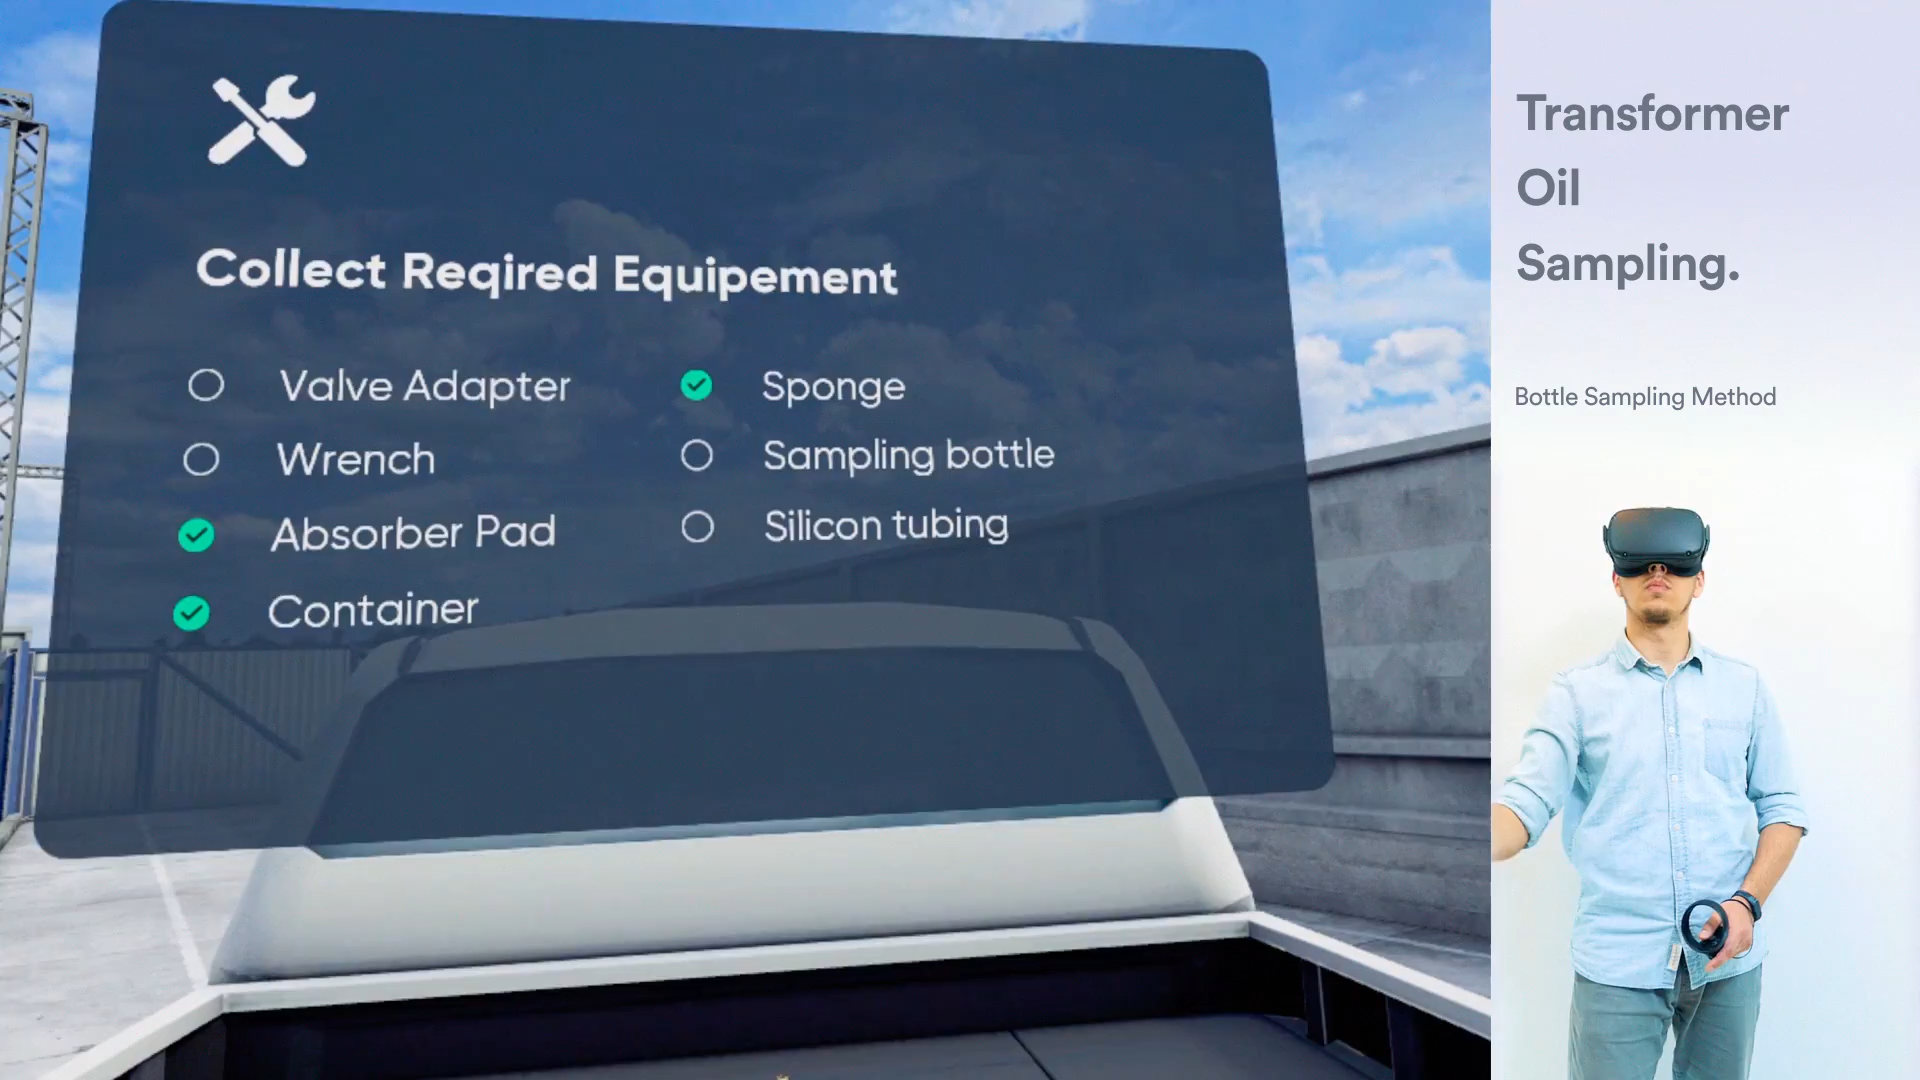 Collect Reqired Equipement
Valve Adapter
Wrench
Absorber Pad
Container
Sponge
Sampling bottle
Silicon tubing
Transformer
Oil
Sampling.
Bottle Sampling Method